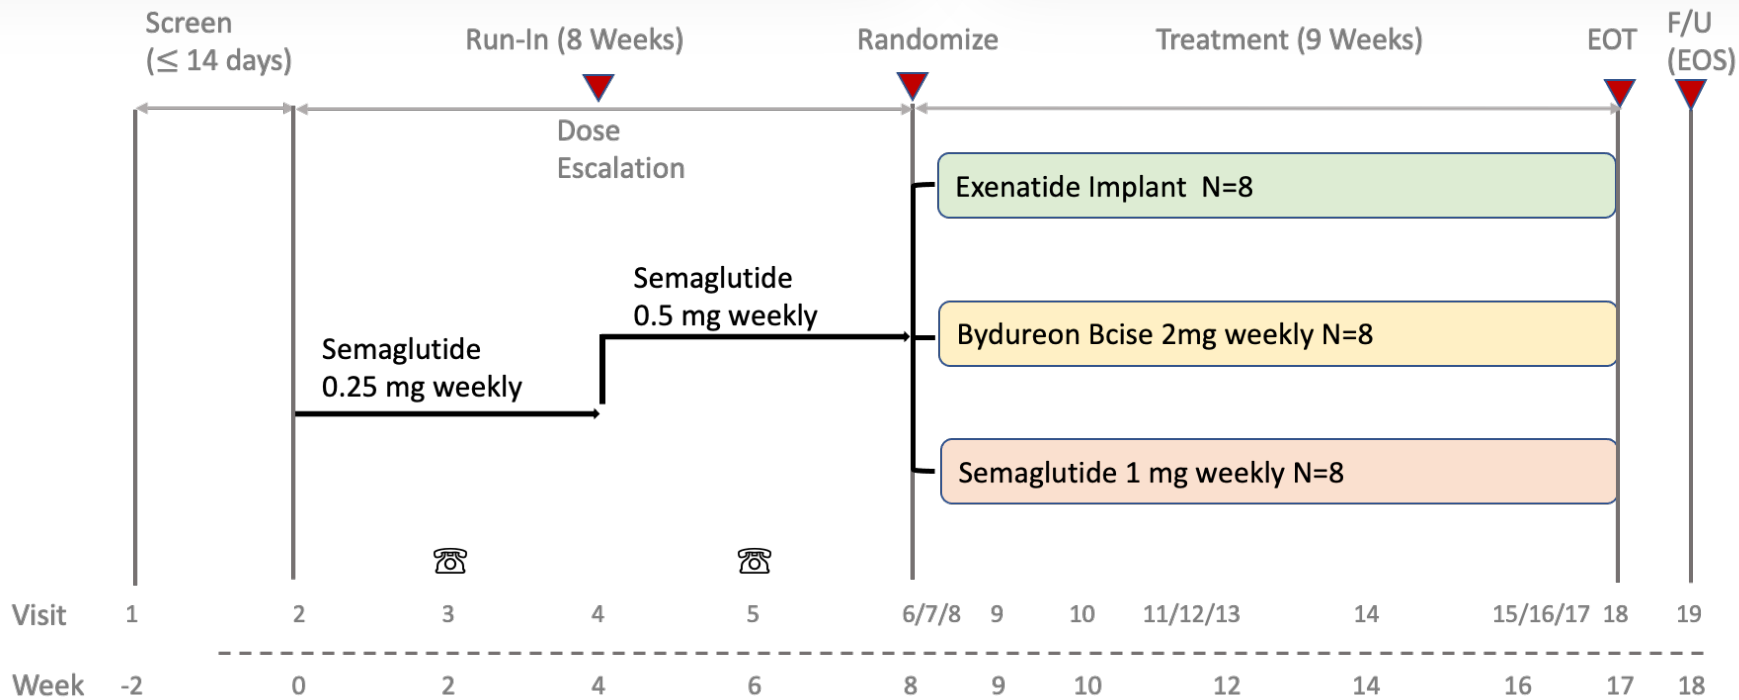 Screen
(≤ 14 days)
Run-In (8 Weeks)
Randomize
Treatment (9 Weeks)
EOT
F/U
(EOS)
Dose
Escalation
Exenatide Implant N=8
Semaglutide
0.5 mg weekly
Bydureon Bcise 2mg weekly N=8
Semaglutide
0.25 mg weekly
Semaglutide 1 mg weekly N=8
Visit 1 2 3 4 5 6/7/8 9 10 11/12/13 14 15/16/17 18 19
Week -2 0 2 4 6 8 9 10 12 14 16 17 18